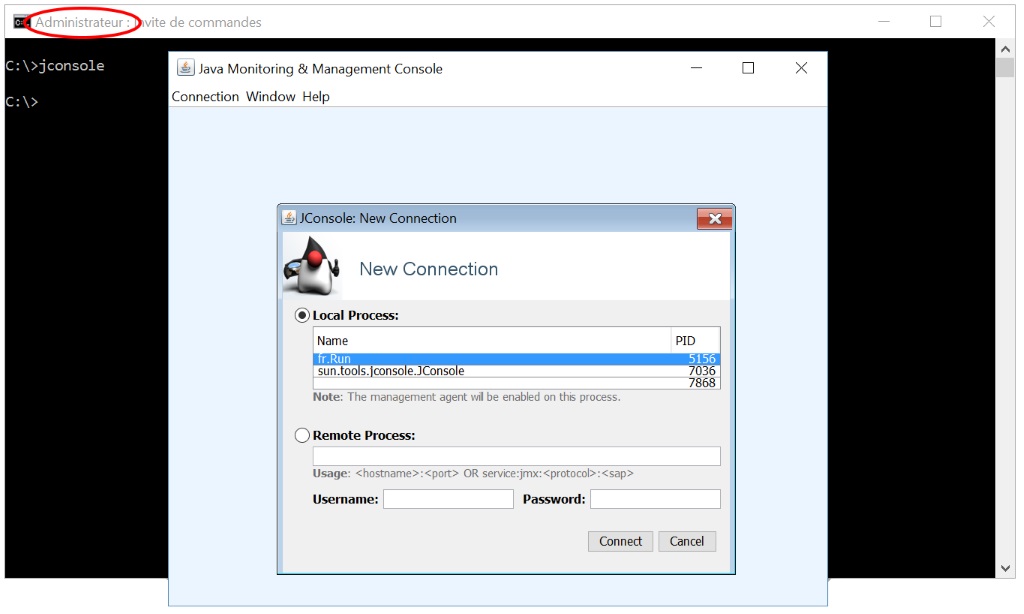 Administrateur : Invite de commandes
C:\>jconsole
C:\>
Java Monitoring & Management Console
Connection Window Help
JConsole: New Connection
New Connection
Local Process:
Name PID
fr.Run 5156
sun.tools.jconsole.JConsole 7036
7868
Note: The management agent will be enabled on this process.
Remote Process:
Usage: <hostname>:<port> OR service:jmx:<protocol>:<sap>
Username: Password:
Connect Cancel